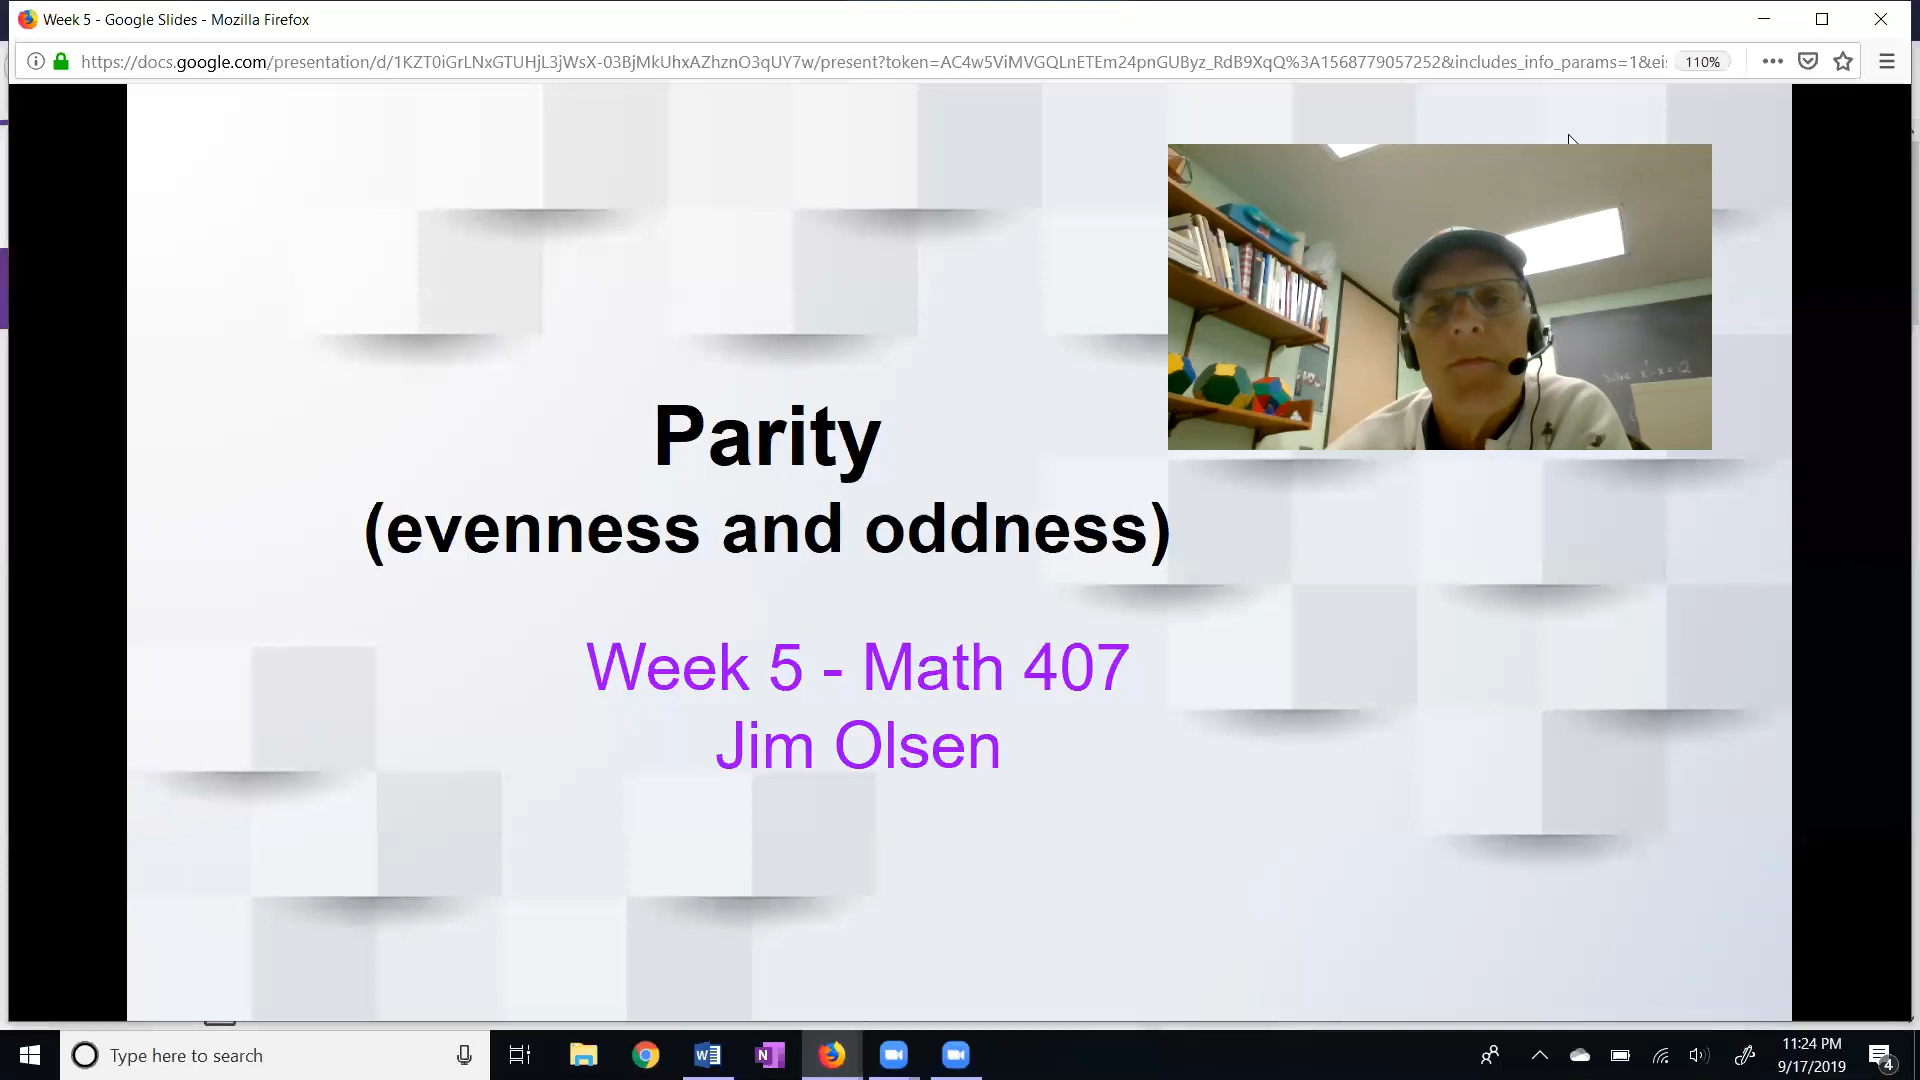 Week 5 - Google Slides - Mozilla Firefox
https://docs.google.com/presentation/d/1KZT0iGrLNxGTUHjL3jWsX-03BjMkUhxAZhznO3qUY7w/present?token=AC4w5ViMVGQLnETEm24pnGUByz_RdB9XqQ%3A1568779057252&includes_info_params=1&eis
110%
Parity
(evenness and oddness)
Week 5 - Math 407
Jim Olsen
Type here to search
11:24 PM
9/17/2019
4